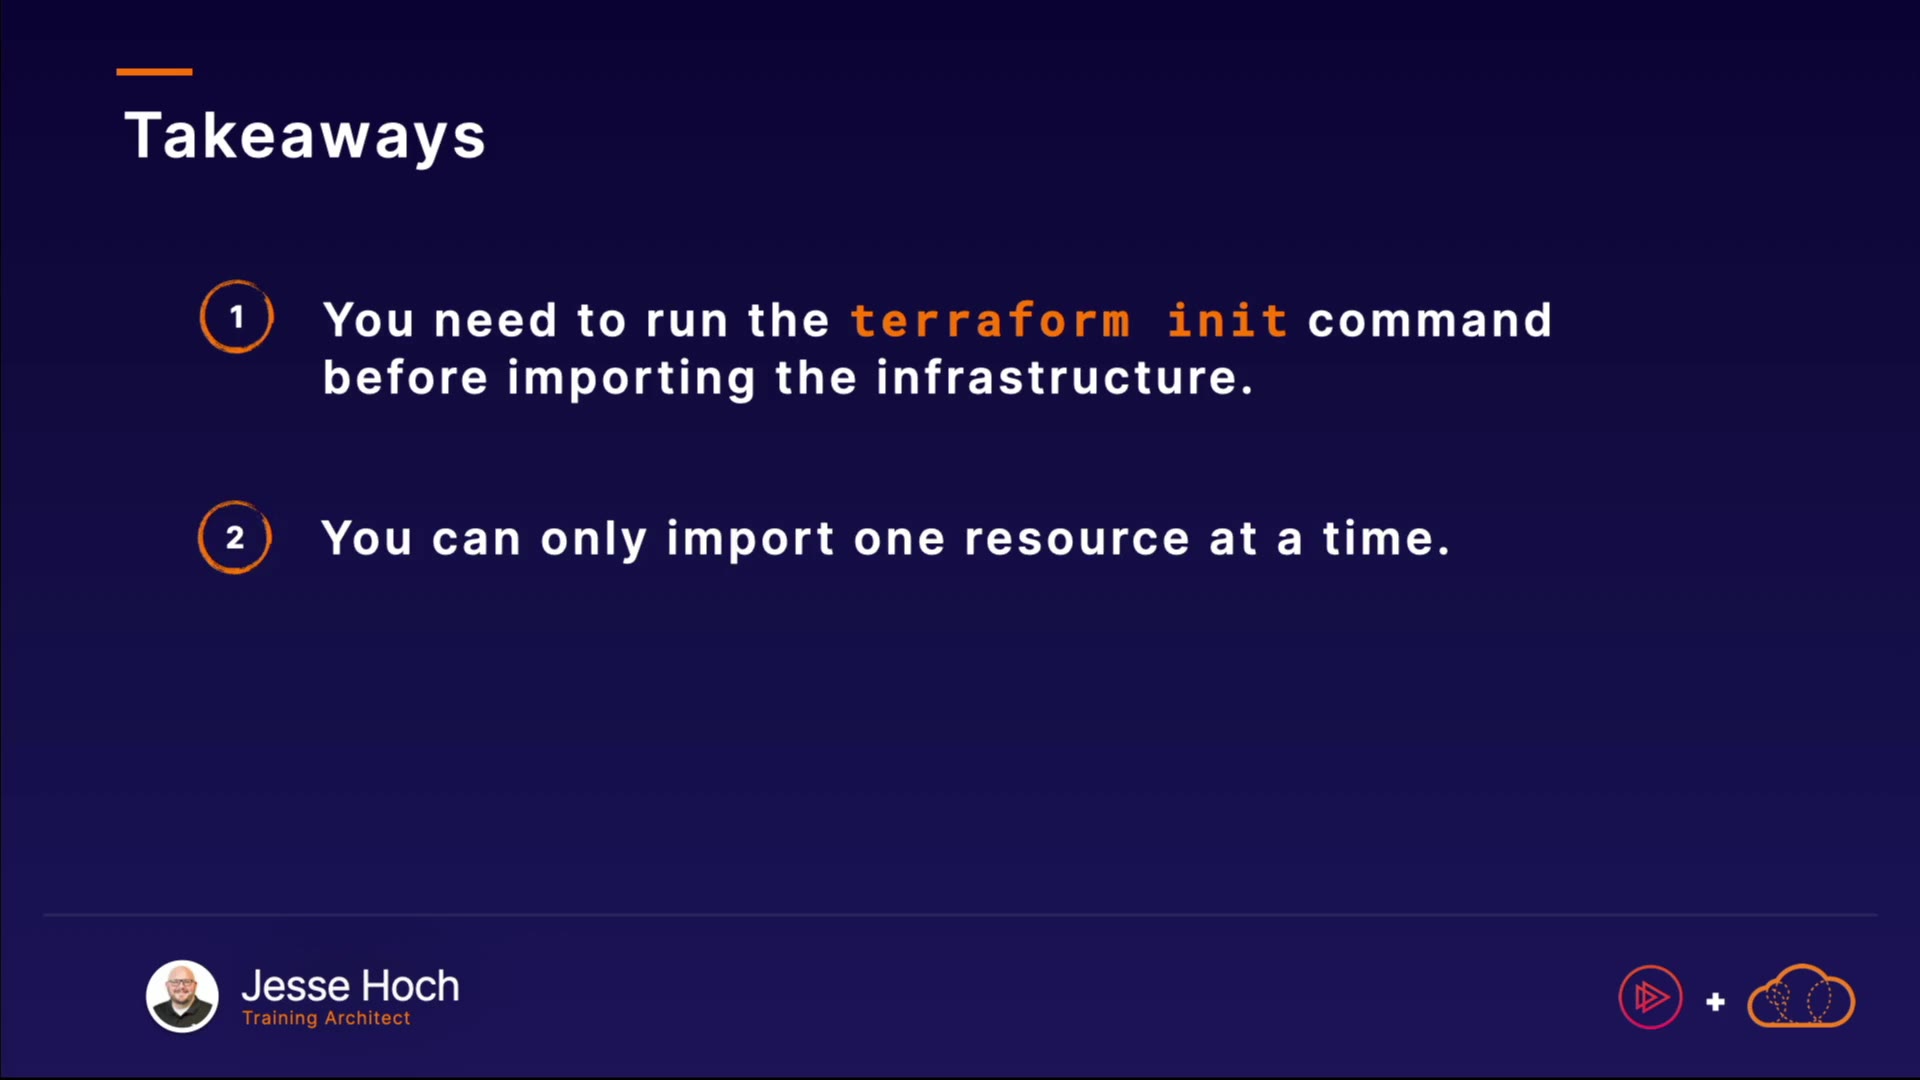 Takeaways
1
You need to run the terraform init command
before importing the infrastructure.
2
You can only import one resource at a time.
Jesse Hoch
Training Architect
+